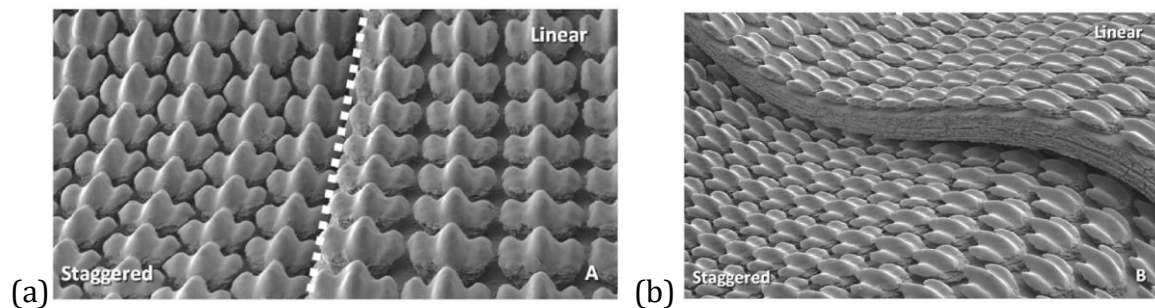 Linear
Staggered
A
(a)
Linear
Staggered
B
(b)